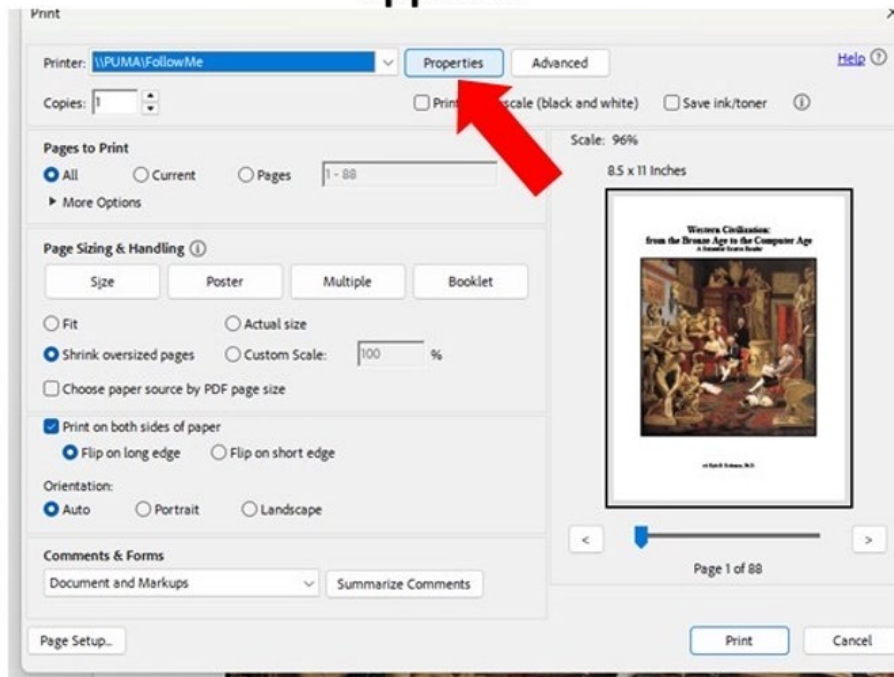 Print
Printer: \\PUMA\FollowMe
Properties
Advanced
Help
Copies: 1
Save ink/toner
(black and white)
Pages to Print
All
Current
Pages
1 - 88
More Options
Scale: 96%
8.5 x 11 Inches
Western Civilization:
from the Bronze Age to the Computer Age
Page Sizing & Handling
Size
Poster
Multiple
Booklet
Fit
Actual size
Shrink oversized pages
Custom Scale:
100
%
Choose paper source by PDF page size
Print on both sides of paper
Flip on long edge
Flip on short edge
Orientation:
Auto
Portrait
Landscape
<
>
Page 1 of 88
Comments & Forms
Document and Markups
Summarize Comments
Page Setup...
Print
Cancel